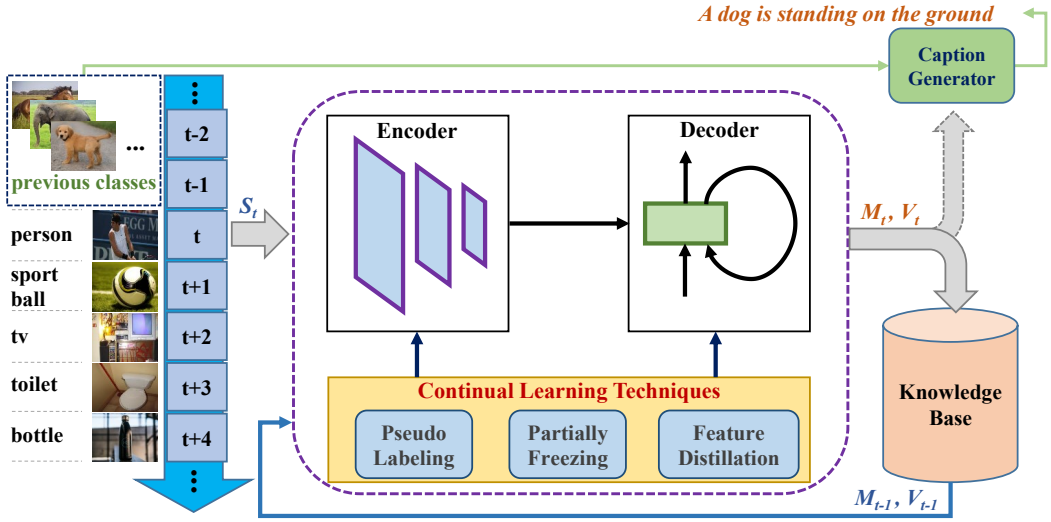 A dog is standing on the ground
Caption
Generator
...
t-2
...
previous classes
t-1
person
t
sport
ball
t+1
tv
t+2
toilet
t+3
bottle
t+4
...
S_t
Encoder
Decoder
Continual Learning Techniques
Pseudo
Labeling
Partially
Freezing
Feature
Distillation
M_t, V_t
Knowledge
Base
M_{t-1}, V_{t-1}